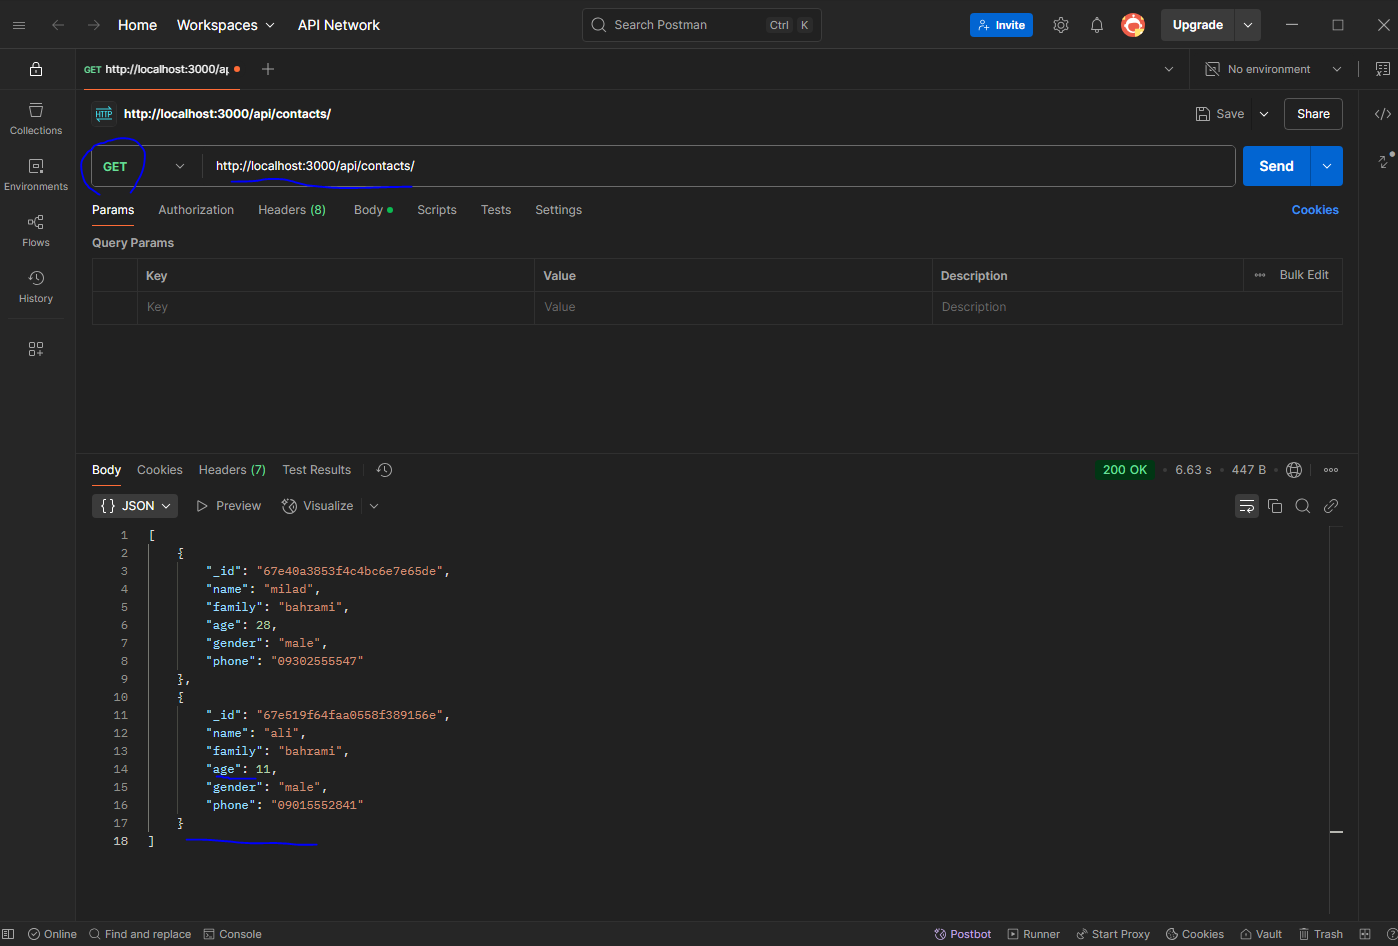 Home Workspaces API Network Search Postman Ctrl K Invite Upgrade
GET http://localhost:3000/ap No environment
HTTP http://localhost:3000/api/contacts/ Save Share
Collections
GET http://localhost:3000/api/contacts/ Send
Environments
Params Authorization Headers (8) Body Scripts Tests Settings Cookies
Flows
Query Params
Key Value Description Bulk Edit
History
Key Value Description
Body Cookies Headers (7) Test Results 200 OK 6.63 s 447 B
{} JSON Preview Visualize
1 [
2 {
3 "_id": "67e40a3853f4c4bc6e7e65de",
4 "name": "milad",
5 "family": "bahrami",
6 "age": 28,
7 "gender": "male",
8 "phone": "09302555547"
9 },
10 {
11 "_id": "67e519f64faa0558f389156e",
12 "name": "ali",
13 "family": "bahrami",
14 "age": 11,
15 "gender": "male",
16 "phone": "09015552841"
17 }
18 ]
Online Find and replace Console Postbot Runner Start Proxy Cookies Vault Trash